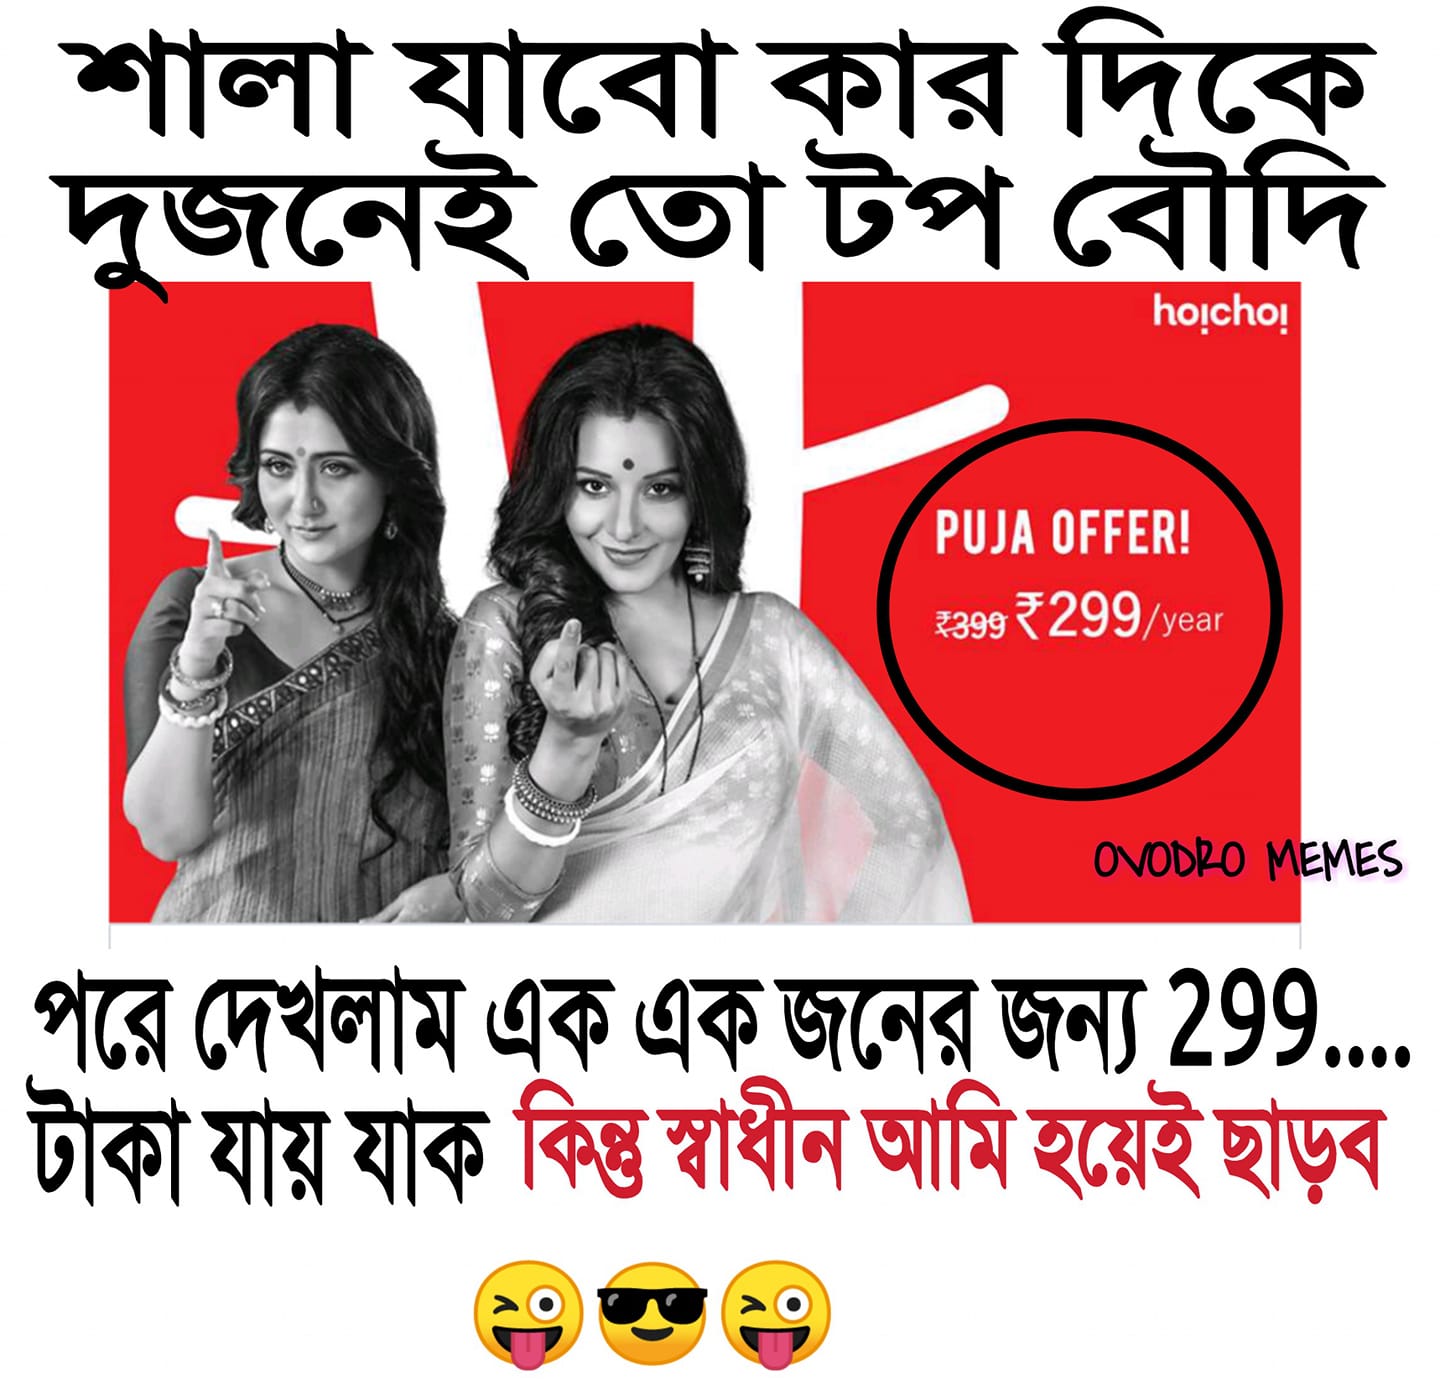 শালা যাবো কার দিকে
দুজনেই তো টপ বৌদি
hoichoi
PUJA OFFER!
₹399 ₹299/year
OVODRO MEMES
পরে দেখলাম এক এক জনের জন্য 299....
টাকা যায় যাক কিন্তু স্বাধীন আমি হয়েই ছাড়ব